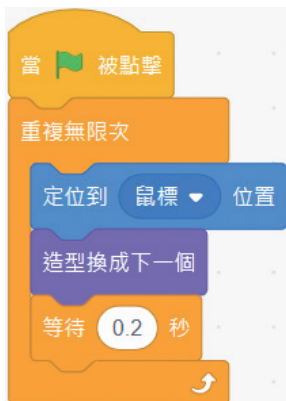 當 被點擊
重複無限次
定位到 鼠標 位置
造型換成下一個
等待 0.2 秒